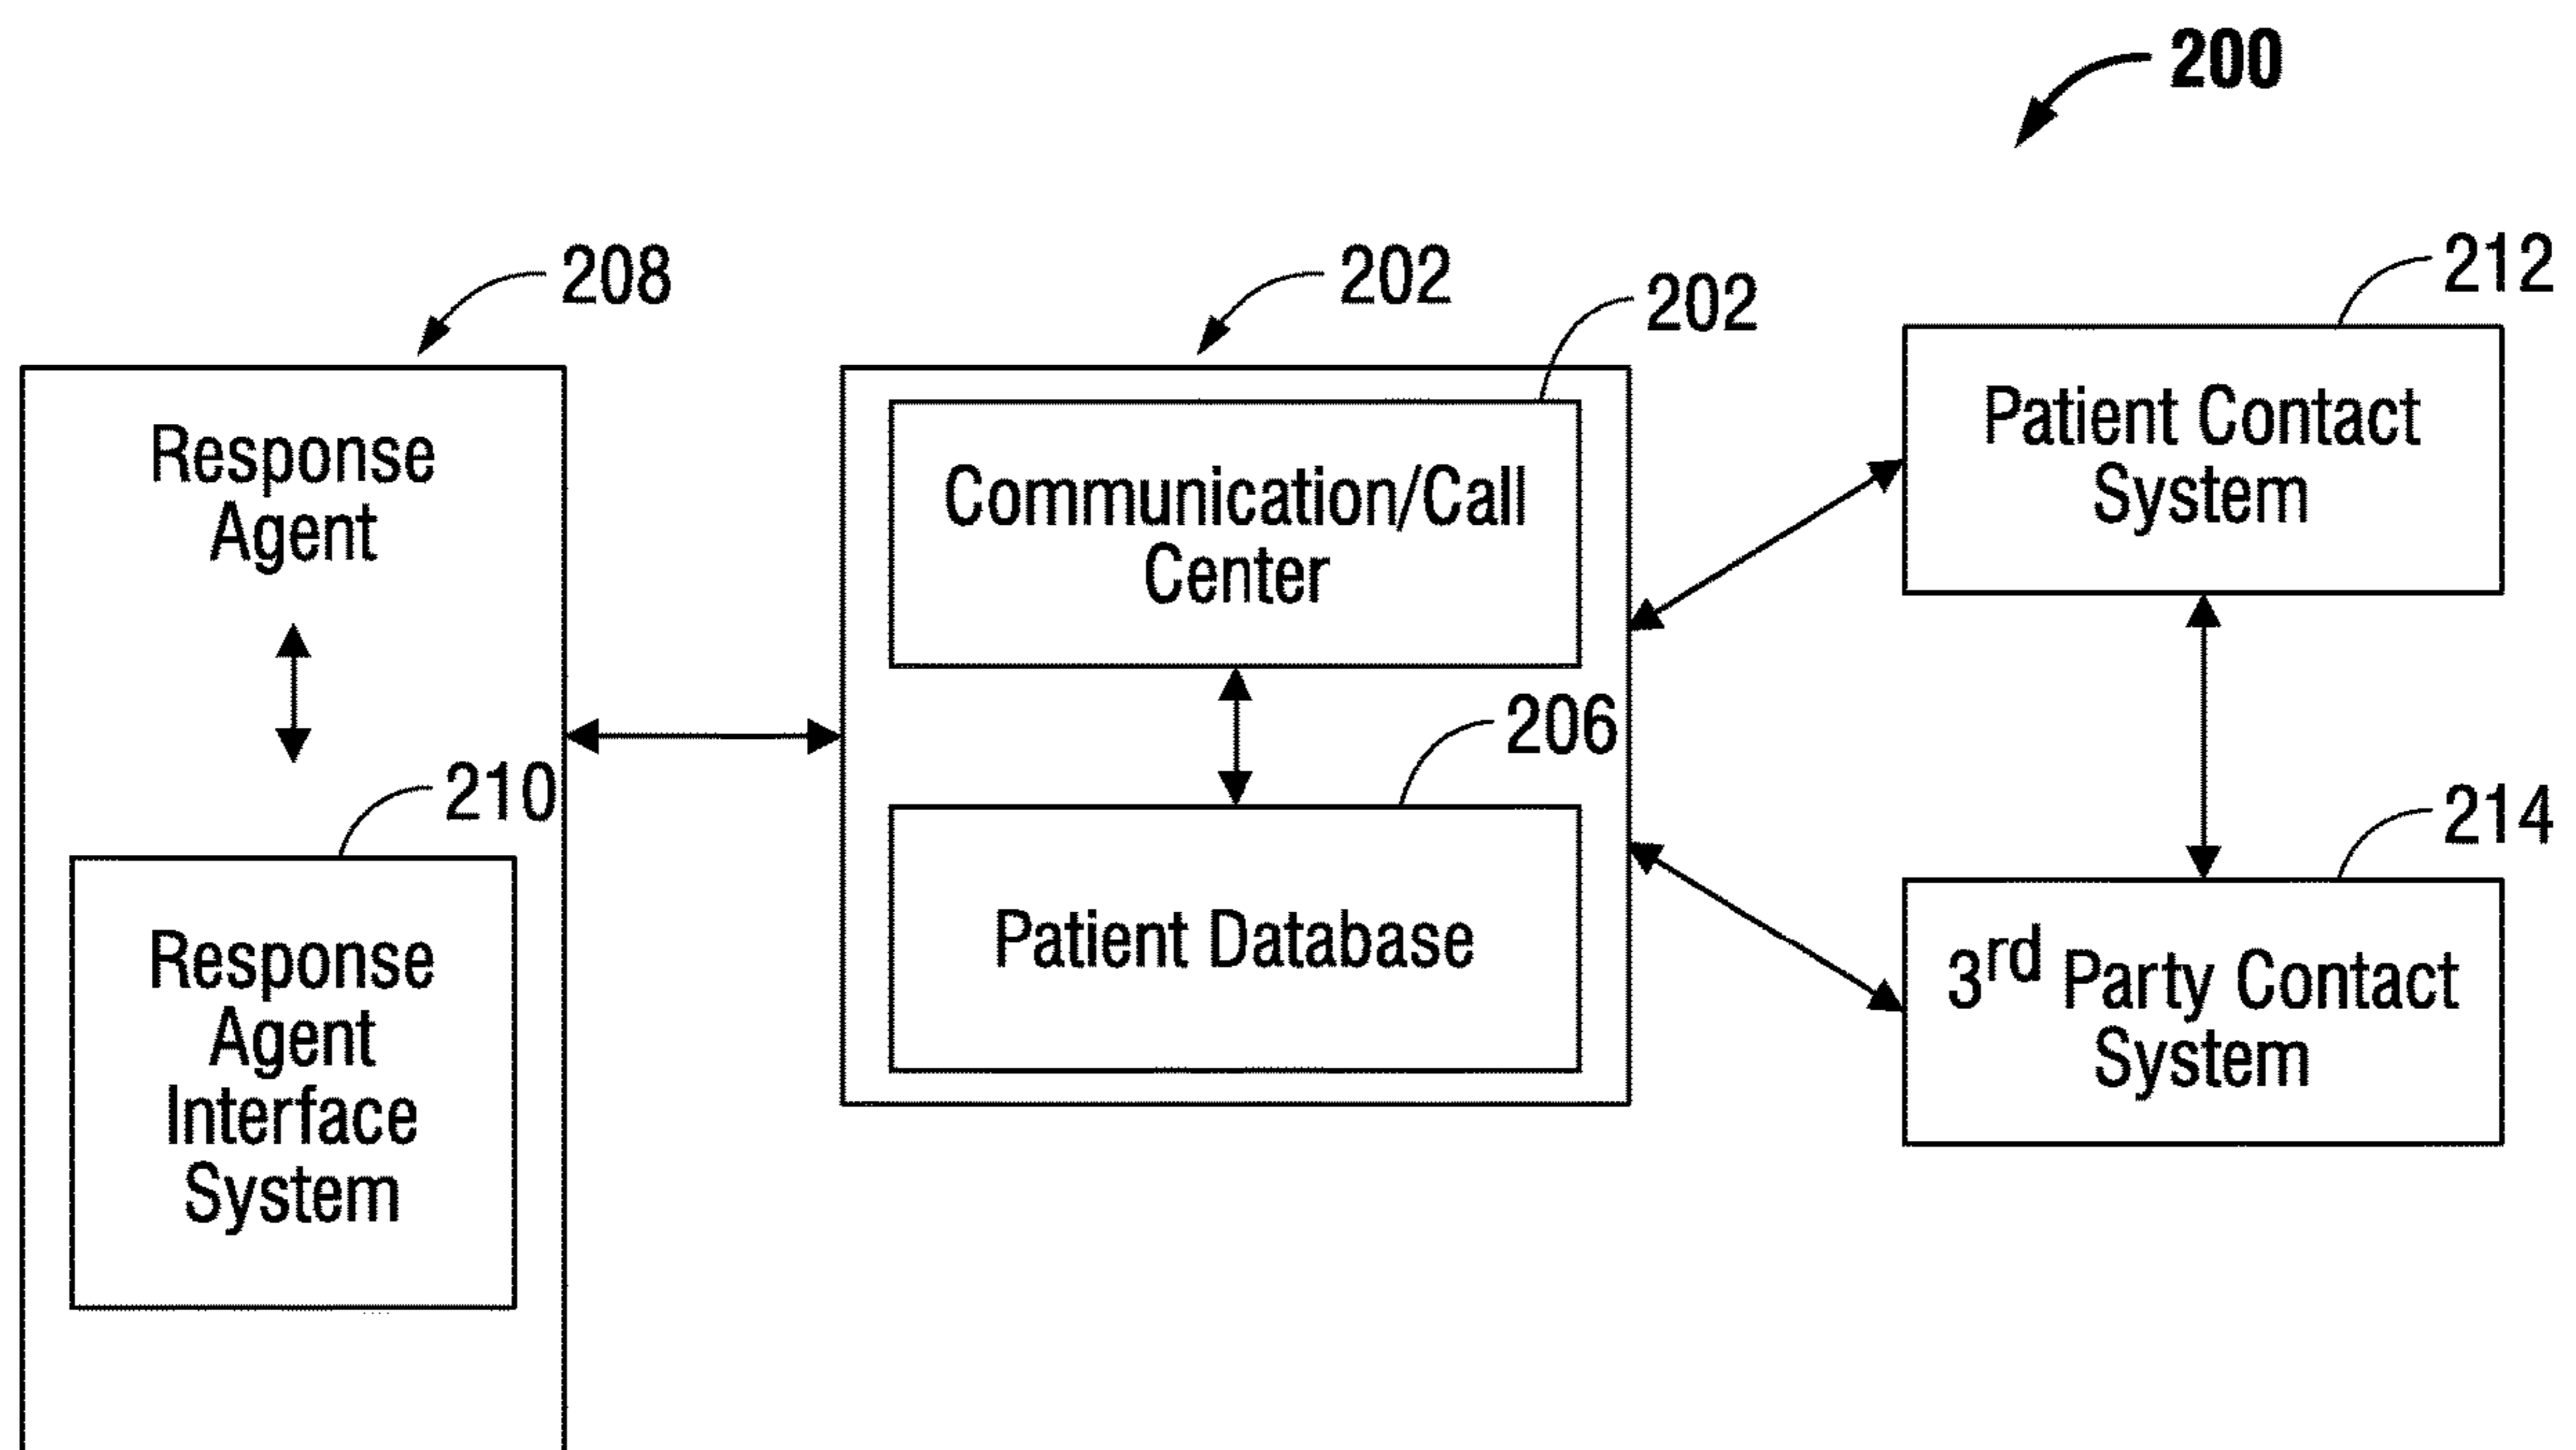 200
208
202
202
212
Response
Agent
Communication/Call
Center
Patient Contact
System
210
206
214
Response
Agent
Interface
System
Patient Database
3rd Party Contact
System